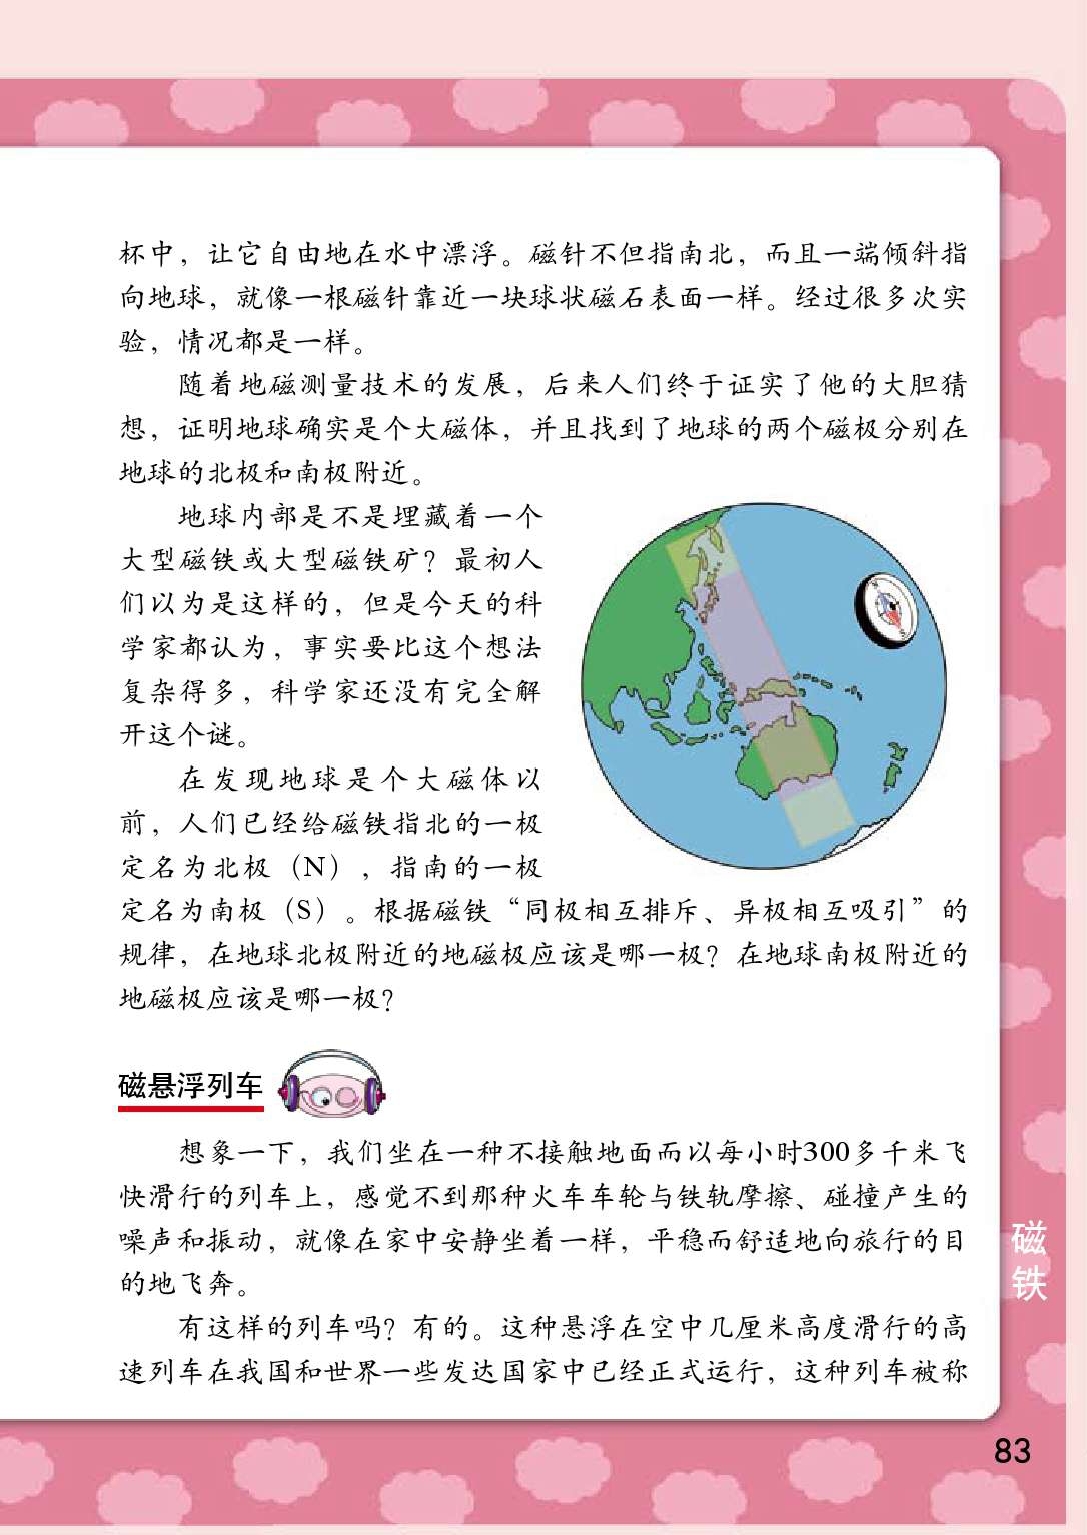 杯中，让它自由地在水中漂浮。磁针不但指南北，而且一端倾斜指
向地球，就像一根磁针靠近一块球状磁石表面一样。经过很多次实
验，情况都是一样。
随着地磁测量技术的发展，后来人们终于证实了他的大胆猜
想，证明地球确实是个大磁体，并且找到了地球的两个磁极分别在
地球的北极和南极附近。
地球内部是不是埋藏着一个
大型磁铁或大型磁铁矿？最初人
们以为是这样的，但是今天的科
学家都认为，事实要比这个想法
复杂得多，科学家还没有完全解
开这个谜。
在发现地球是个大磁体以
前，人们已经给磁铁指北的一极
定名为北极（N），指南的一极
定名为南极（S）。根据磁铁“同极相互排斥、异极相互吸引”的
规律，在地球北极附近的地磁极应该是哪一极？在地球南极附近的
地磁极应该是哪一极？
N
S
磁悬浮列车
想象一下，我们坐在一种不接触地面而以每小时300多千米飞
快滑行的列车上，感觉不到那种火车车轮与铁轨摩擦、碰撞产生的
噪声和振动，就像在家中安静坐着一样，平稳而舒适地向旅行的目
的地飞奔。
有这样的列车吗？有的。这种悬浮在空中几厘米高度滑行的高
速列车在我国和世界一些发达国家中已经正式运行，这种列车被称
磁
铁
83